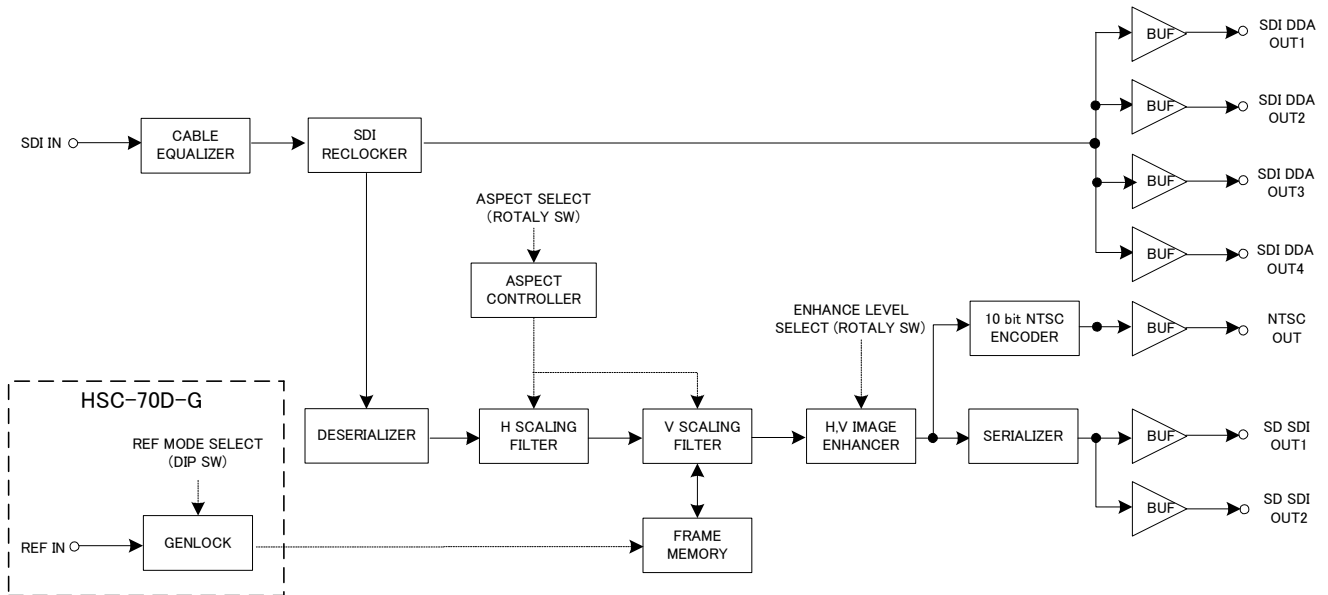 BUF
SDI DDA
OUT1
BUF
SDI DDA
OUT2
SDI IN
CABLE
EQUALIZER
SDI
RECLOCKER
BUF
SDI DDA
OUT3
ASPECT SELECT
(ROTALY SW)
BUF
SDI DDA
OUT4
ASPECT
CONTROLLER
ENHANCE LEVEL
SELECT (ROTALY SW)
10 bit NTSC
ENCODER
BUF
NTSC
OUT
HSC-70D-G
REF MODE SELECT
(DIP SW)
DESERIALIZER
H SCALING
FILTER
V SCALING
FILTER
H,V IMAGE
ENHANCER
SERIALIZER
BUF
SD SDI
OUT1
BUF
SD SDI
OUT2
REF IN
GENLOCK
FRAME
MEMORY